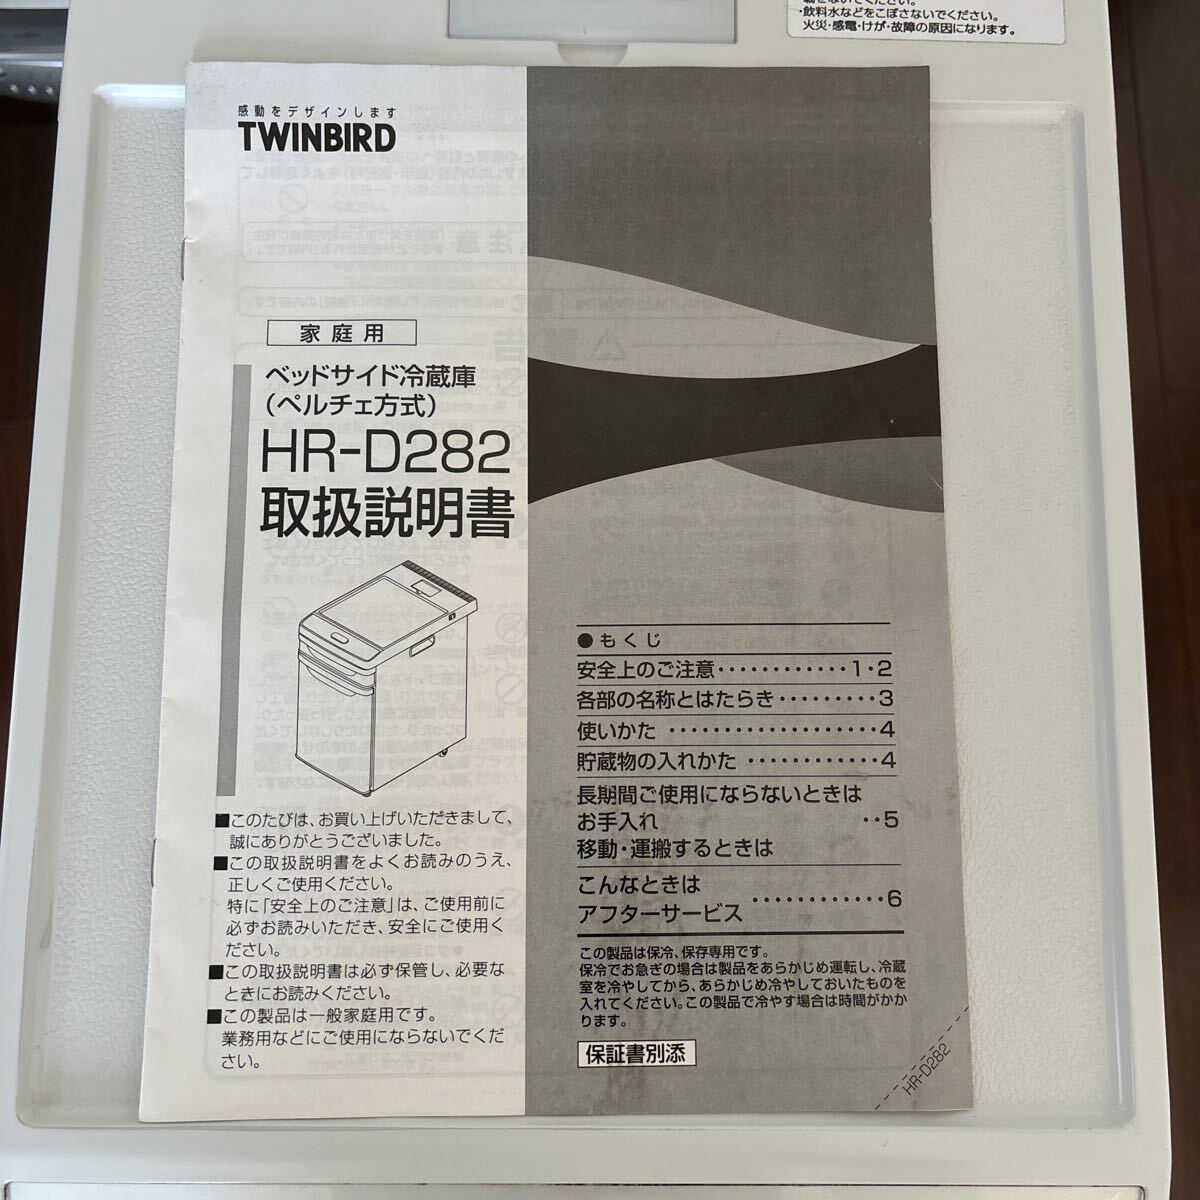 載せないでください。
・飲料水などをこぼさないでください。
火災・感電・けが・故障の原因になります。
感動をデザインします
TWINBIRD
家庭用
ベッドサイド冷蔵庫
(ペルチェ方式)
HR-D282
取扱説明書
■このたびは、お買い上げいただきまして、
誠にありがとうございました。
■この取扱説明書をよくお読みのうえ、
正しくご使用ください。
特に「安全上のご注意」は、ご使用前に
必ずお読みいただき、安全にご使用く
ださい。
■この取扱説明書は必ず保管し、必要な
ときにお読みください。
■この製品は一般家庭用です。
業務用などにご使用にならないでくだ
さい。
●もくじ
安全上のご注意・・・・・・・・・・・・1・2
各部の名称とはたらき・・・・・・・・・3
使いかた・・・・・・・・・・・・・・・・・・・4
貯蔵物の入れかた・・・・・・・・・・・・4
長期間ご使用にならないときは
お手入れ・・5
移動・運搬するときは
こんなときは
アフターサービス・・・・・・・・・・・・6
この製品は保冷、保存専用です。
保冷でお急ぎの場合は製品をあらかじめ運転し、冷蔵
室を冷やしてから、あらかじめ冷やしておいたものを
入れてください。この製品で冷やす場合は時間がかか
ります。
保証書別添
HR-D282